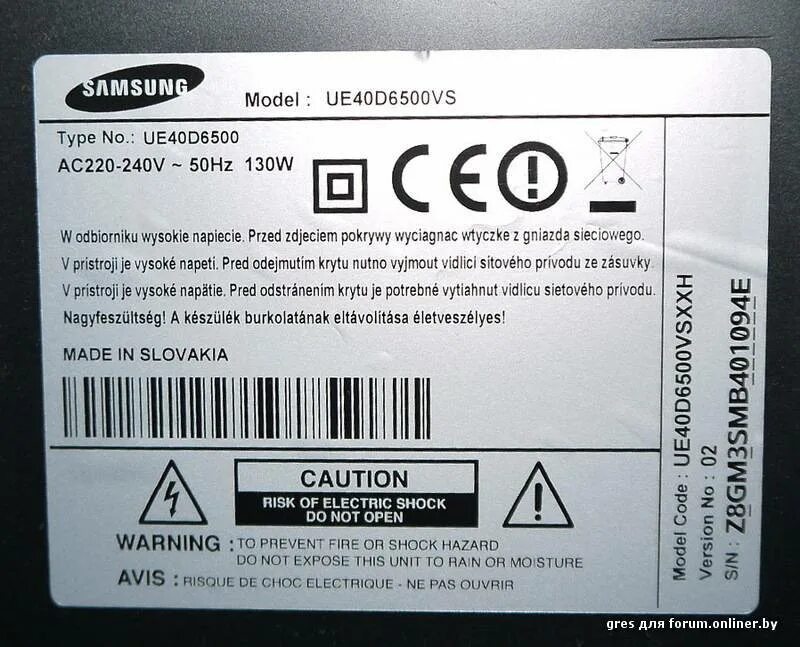 SAMSUNG
Model : UE40D6500VS
Type No.: UE40D6500
AC220-240V ~ 50Hz 130W
W odbiorniku wysokie napiecie. Przed zdjeciem pokrywy wyciagnac wtyczke z gniazda sieciowego.
V pristroji je vysoké napeti. Pred odejmutím krytu nutno vyjmout vidlici sítového prívodu ze zásuvky.
V pristroji je vysoké napätie. Pred odstránením krytu je potrebné vytiahnut vidlicu sietového prívodu.
Nagyfeszültség! A készülék burkolatának eltávolítása életveszélyes!
MADE IN SLOVAKIA
CAUTION
RISK OF ELECTRIC SHOCK
DO NOT OPEN
WARNING : TO PREVENT FIRE OR SHOCK HAZARD
DO NOT EXPOSE THIS UNIT TO RAIN OR MOISTURE
AVIS : RISQUE DE CHOC ELECTRIQUE - NE PAS OUVRIR
Model Code : UE40D6500VSXXH
Version No : 02
S/N : Z8GM3SMB401094E
gres для forum.onliner.by